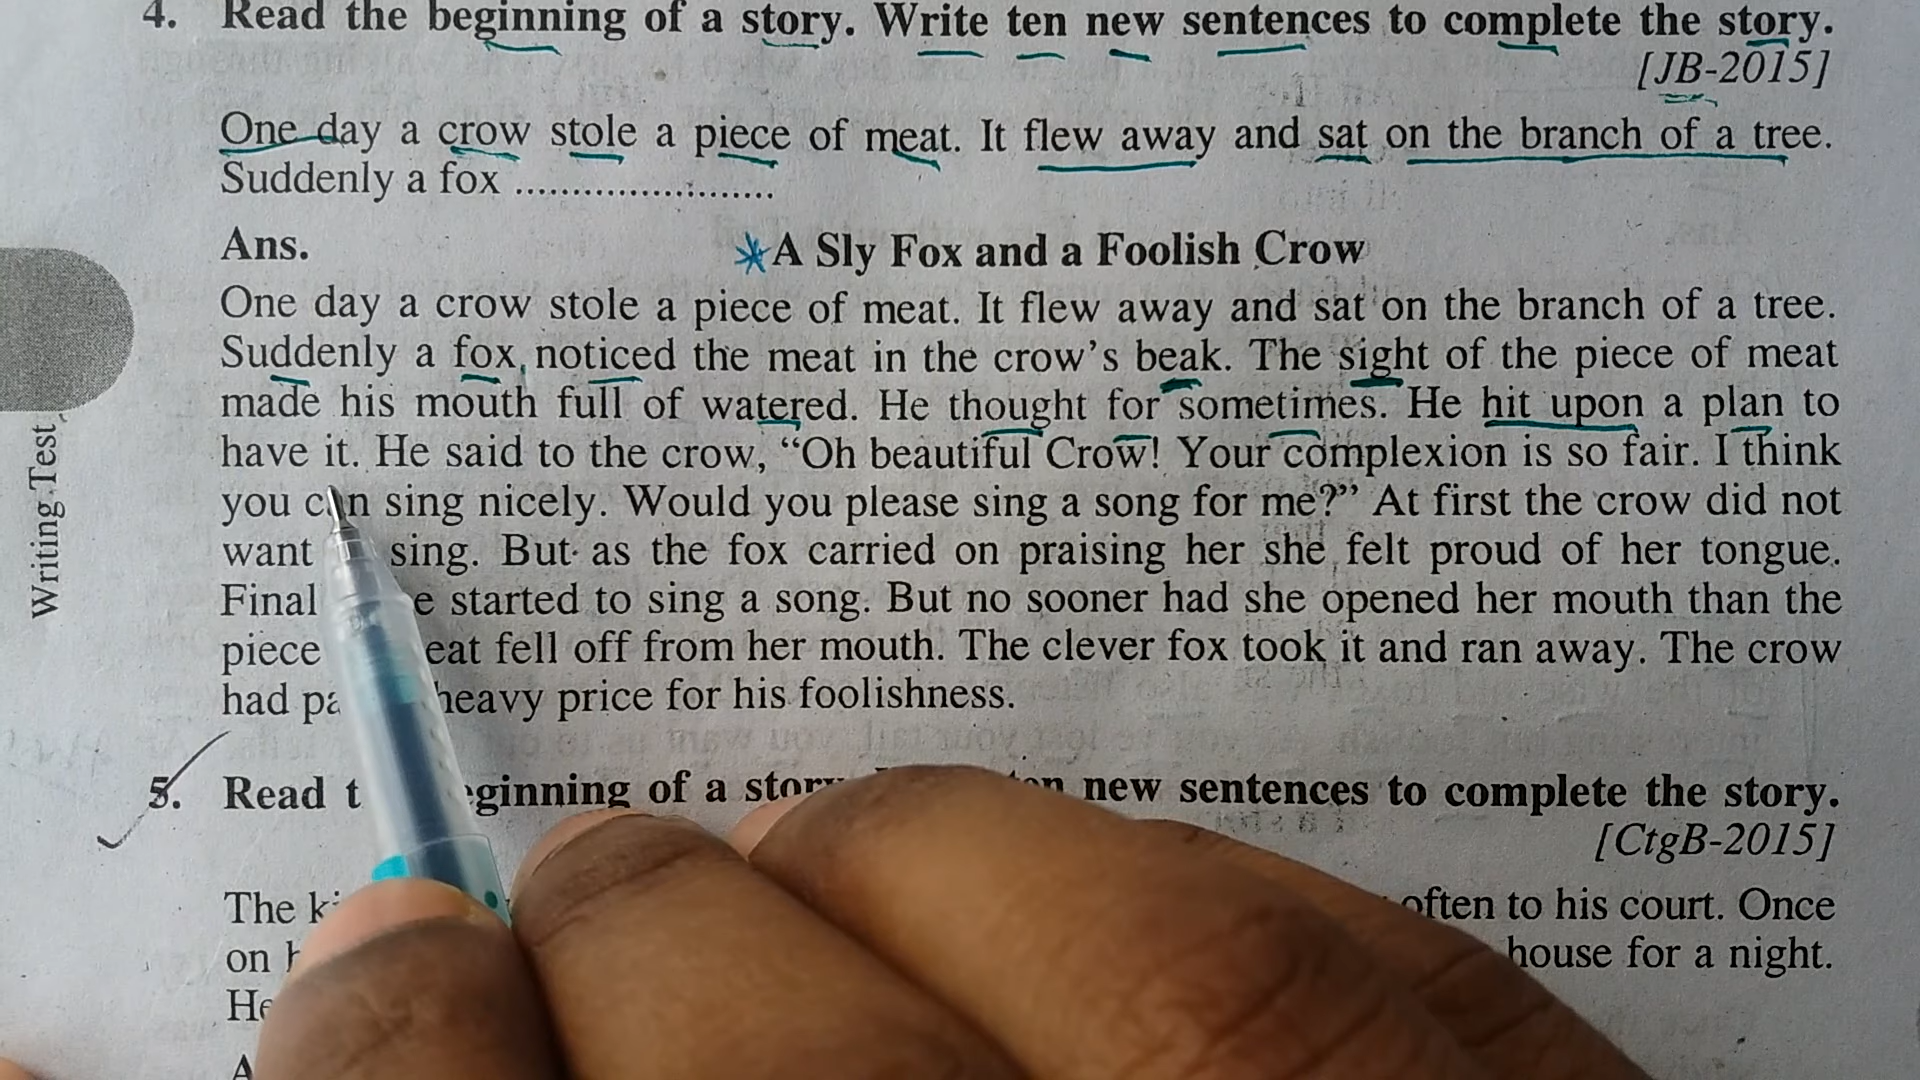 4. Read the beginning of a story. Write ten new sentences to complete the story.
[JB-2015]
One day a crow stole a piece of meat. It flew away and sat on the branch of a tree.
Suddenly a fox ........................
Ans. *A Sly Fox and a Foolish Crow
One day a crow stole a piece of meat. It flew away and sat on the branch of a tree.
Suddenly a fox noticed the meat in the crow's beak. The sight of the piece of meat
made his mouth full of watered. He thought for sometimes. He hit upon a plan to
have it. He said to the crow, “Oh beautiful Crow! Your complexion is so fair. I think
you can sing nicely. Would you please sing a song for me?” At first the crow did not
want sing. But as the fox carried on praising her she felt proud of her tongue.
Final started to sing a song. But no sooner had she opened her mouth than the
piece eat fell off from her mouth. The clever fox took it and ran away. The crow
had heavy price for his foolishness.
Writing Test
5. Read eginning of a story new sentences to complete the story.
[CtgB-2015]
The often to his court. Once
on house for a night.
He